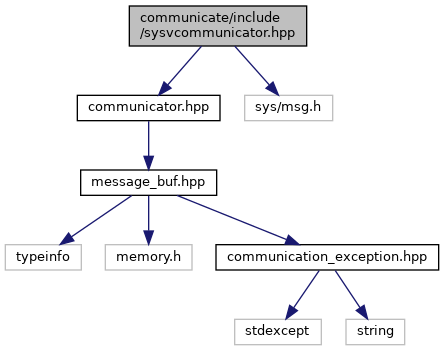 communicate/include
/sysvcommunicator.hpp
communicator.hpp
sys/msg.h
message_buf.hpp
typeinfo
memory.h
communication_exception.hpp
stdexcept
string